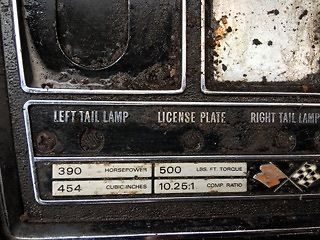 LEFT TAIL LAMP LICENSE PLATE RIGHT TAIL LAMP
390 HORSEPOWER 500 LBS. FT. TORQUE
454 CUBIC INCHES 10.25:1 COMP. RATIO